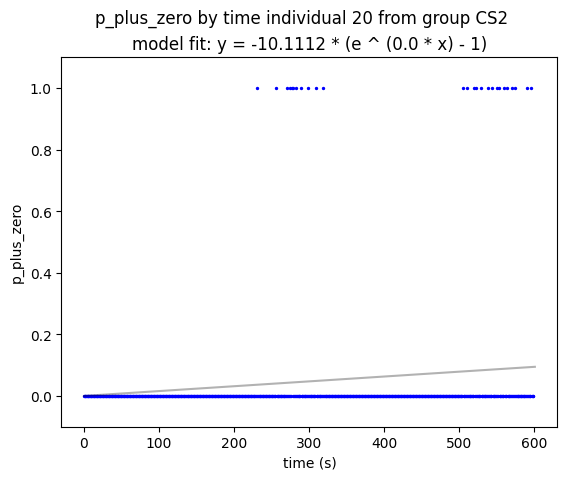 p_plus_zero by time individual 20 from group CS2
model fit: y = -10.1112 * (e ^ (0.0 * x) - 1)
1.0
0.8
0.6
0.4
0.2
0.0
p_plus_zero
0 100 200 300 400 500 600
time (s)